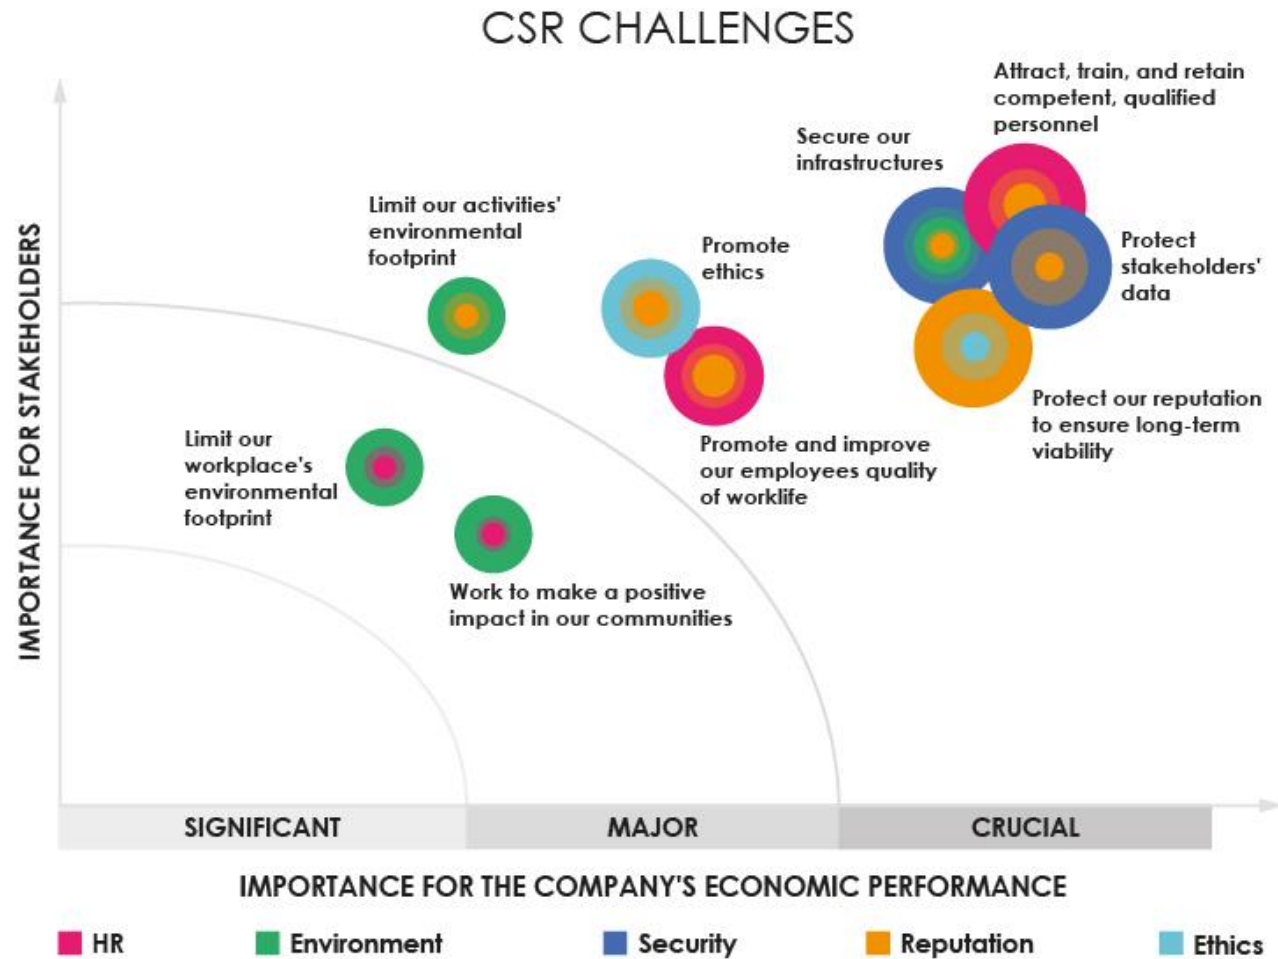 CSR CHALLENGES
Attract, train, and retain
competent, qualified
personnel
Secure our
infrastructures
Limit our activities'
environmental
footprint
Promote
ethics
Protect
stakeholders'
data
IMPORTANCE FOR STAKEHOLDERS
Protect our reputation
to ensure long-term
viability
Limit our
workplace's
environmental
footprint
Promote and improve
our employees quality
of worklife
Work to make a positive
impact in our communities
SIGNIFICANT
MAJOR
CRUCIAL
IMPORTANCE FOR THE COMPANY'S ECONOMIC PERFORMANCE
HR
Environment
Security
Reputation
Ethics